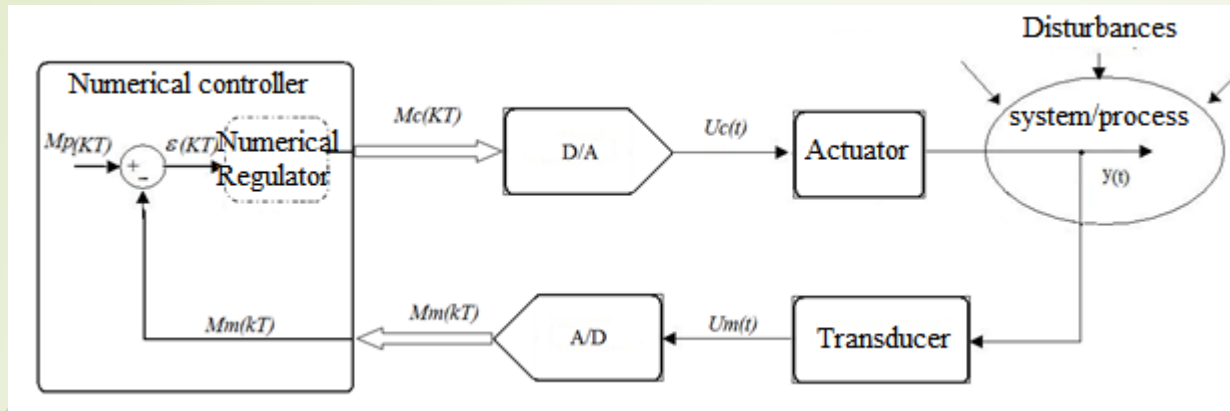 Disturbances
Numerical controller
Mp(KT)
ε(KT)
Numerical
Regulator
+
-
Mc(KT)
D/A
Uc(t)
Actuator
system/process
y(t)
Mm(kT)
Mm(kT)
A/D
Um(t)
Transducer